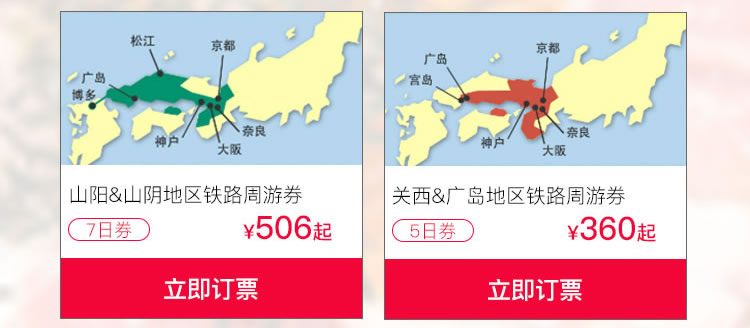 松江
京都
广岛
博多
神户
大阪
奈良
山阳&山阴地区铁路周游券
7日券
¥506起
立即订票
京都
广岛
宫岛
神户
大阪
奈良
关西&广岛地区铁路周游券
5日券
¥360起
立即订票